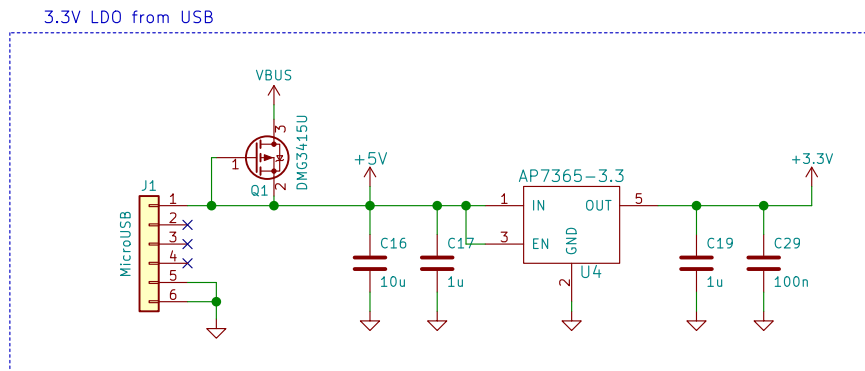 3.3V LDO from USB
VBUS
3
DMG3415U
1
Q1
2
+5V
AP7365-3.3
+3.3V
J1
MicroUSB
1
2
3
4
5
6
1
IN
OUT
5
3
EN
GND
2
U4
C16
10u
C17
1u
C19
1u
C29
100n